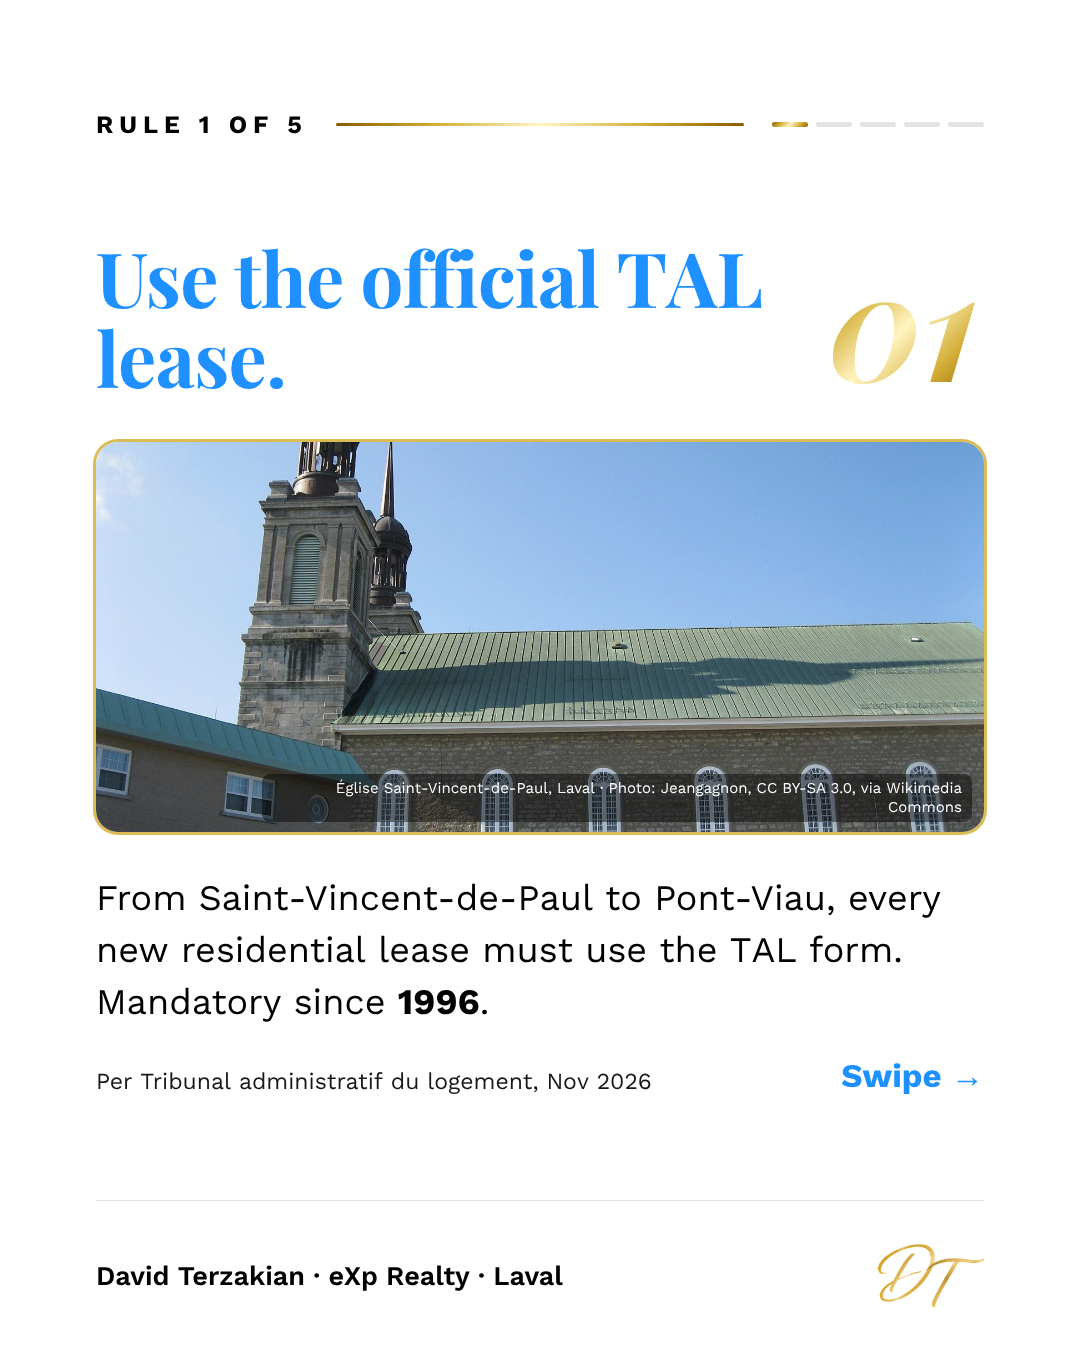 RULE 1 OF 5
Use the official TAL
lease.
01
Église Saint-Vincent-de-Paul, Laval · Photo: Jeangagnon, CC BY-SA 3.0, via Wikimedia
Commons
From Saint-Vincent-de-Paul to Pont-Viau, every
new residential lease must use the TAL form.
Mandatory since 1996.
Per Tribunal administratif du logement, Nov 2026
Swipe →
David Terzakian · eXp Realty · Laval
DT